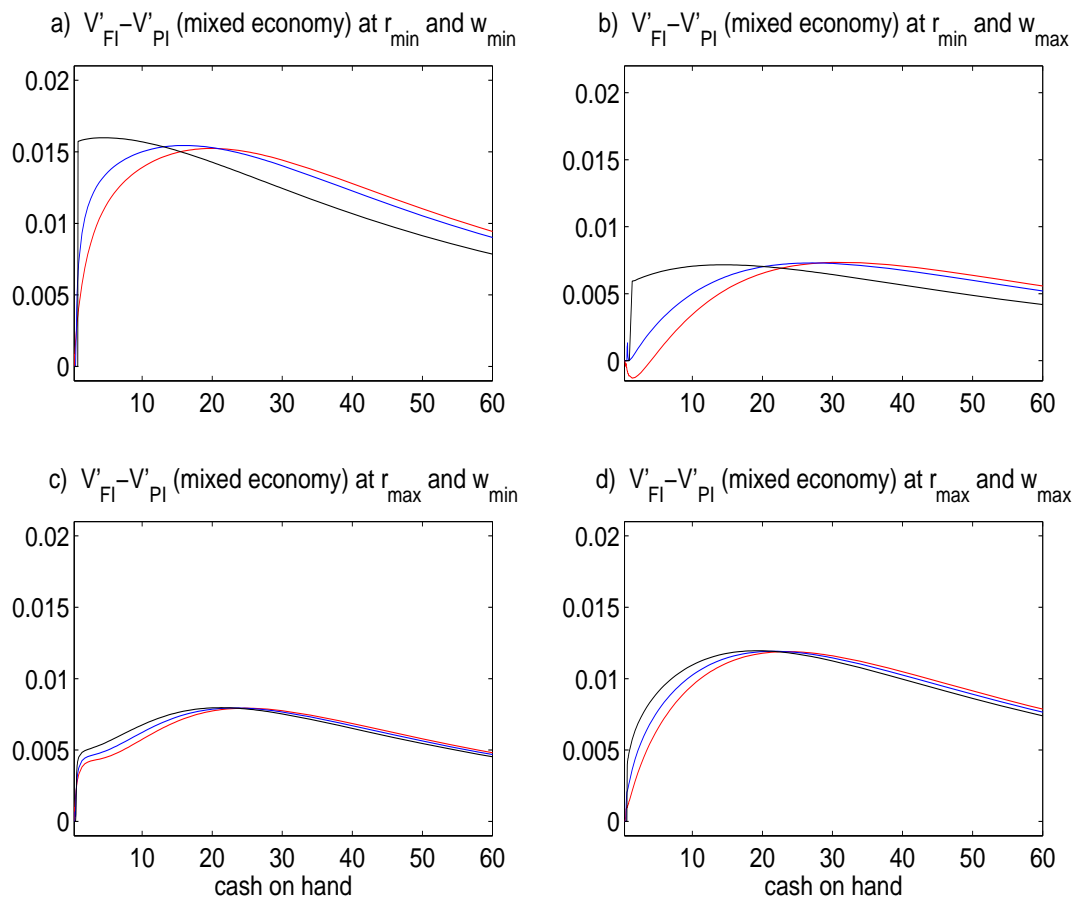 a) V'FI−V'PI (mixed economy) at rmin and wmin
0.02
0.015
0.01
0.005
0
10 20 30 40 50 60
b) V'FI−V'PI (mixed economy) at rmin and wmax
0.02
0.015
0.01
0.005
0
10 20 30 40 50 60
c) V'FI−V'PI (mixed economy) at rmax and wmin
0.02
0.015
0.01
0.005
0
10 20 30 40 50 60
cash on hand
d) V'FI−V'PI (mixed economy) at rmax and wmax
0.02
0.015
0.01
0.005
0
10 20 30 40 50 60
cash on hand